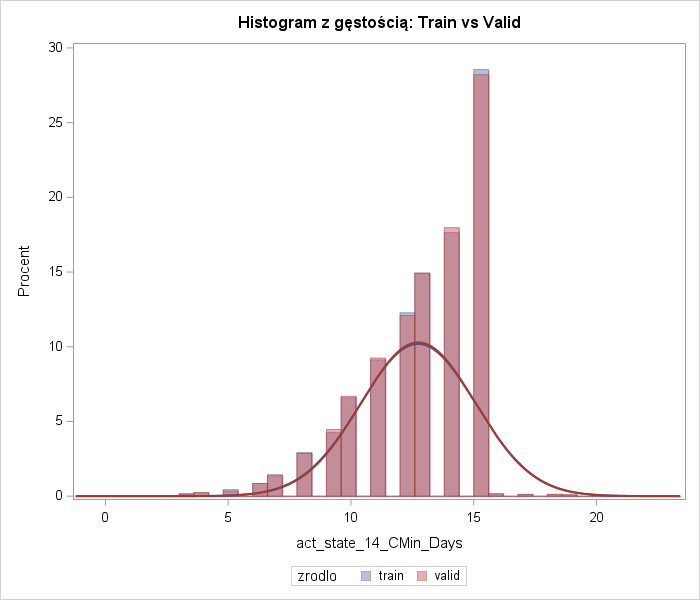 Histogram z gęstością: Train vs Valid
30
25
20
15
10
5
0
Procent
0 5 10 15 20
act_state_14_CMin_Days
zrodlo train valid